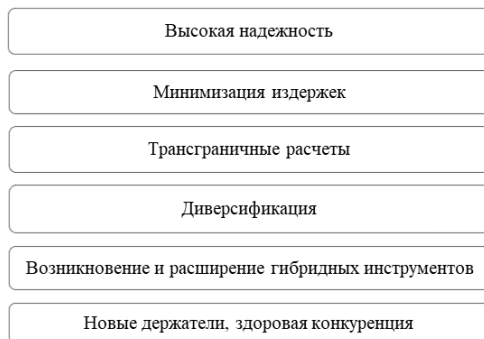 Высокая надежность
Минимизация издержек
Трансграничные расчеты
Диверсификация
Возникновение и расширение гибридных инструментов
Новые держатели, здоровая конкуренция